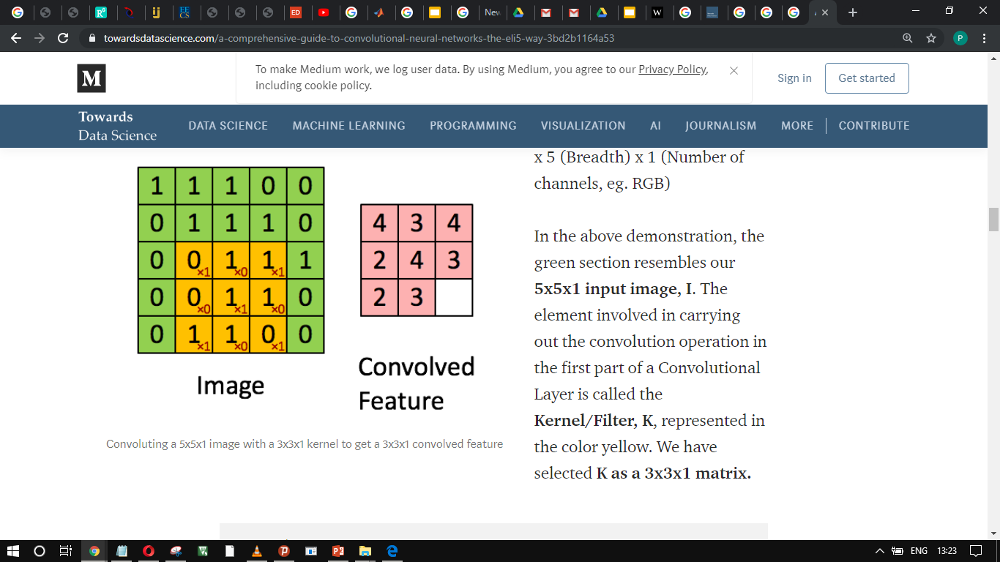 New
towardsdatascience.com/a-comprehensive-guide-to-convolutional-neural-networks-the-eli5-way-3bd2b1164a53
P
M
To make Medium work, we log user data. By using Medium, you agree to our Privacy Policy,
including cookie policy.
Sign in
Get started
Towards
Data Science
DATA SCIENCE MACHINE LEARNING PROGRAMMING VISUALIZATION AI JOURNALISM MORE CONTRIBUTE
1 1 1 0 0
0 1 1 1 0
0 0×1 1×0 1×1 1
0 0×0 1×1 1×0 0
0 1×1 1×0 0×1 0
Image
4 3 4
2 4 3
2 3
Convolved
Feature
Convoluting a 5x5x1 image with a 3x3x1 kernel to get a 3x3x1 convolved feature
x 5 (Breadth) x 1 (Number of
channels, eg. RGB)
In the above demonstration, the
green section resembles our
5x5x1 input image, I. The
element involved in carrying
out the convolution operation in
the first part of a Convolutional
Layer is called the
Kernel/Filter, K, represented in
the color yellow. We have
selected K as a 3x3x1 matrix.
ENG 13:23